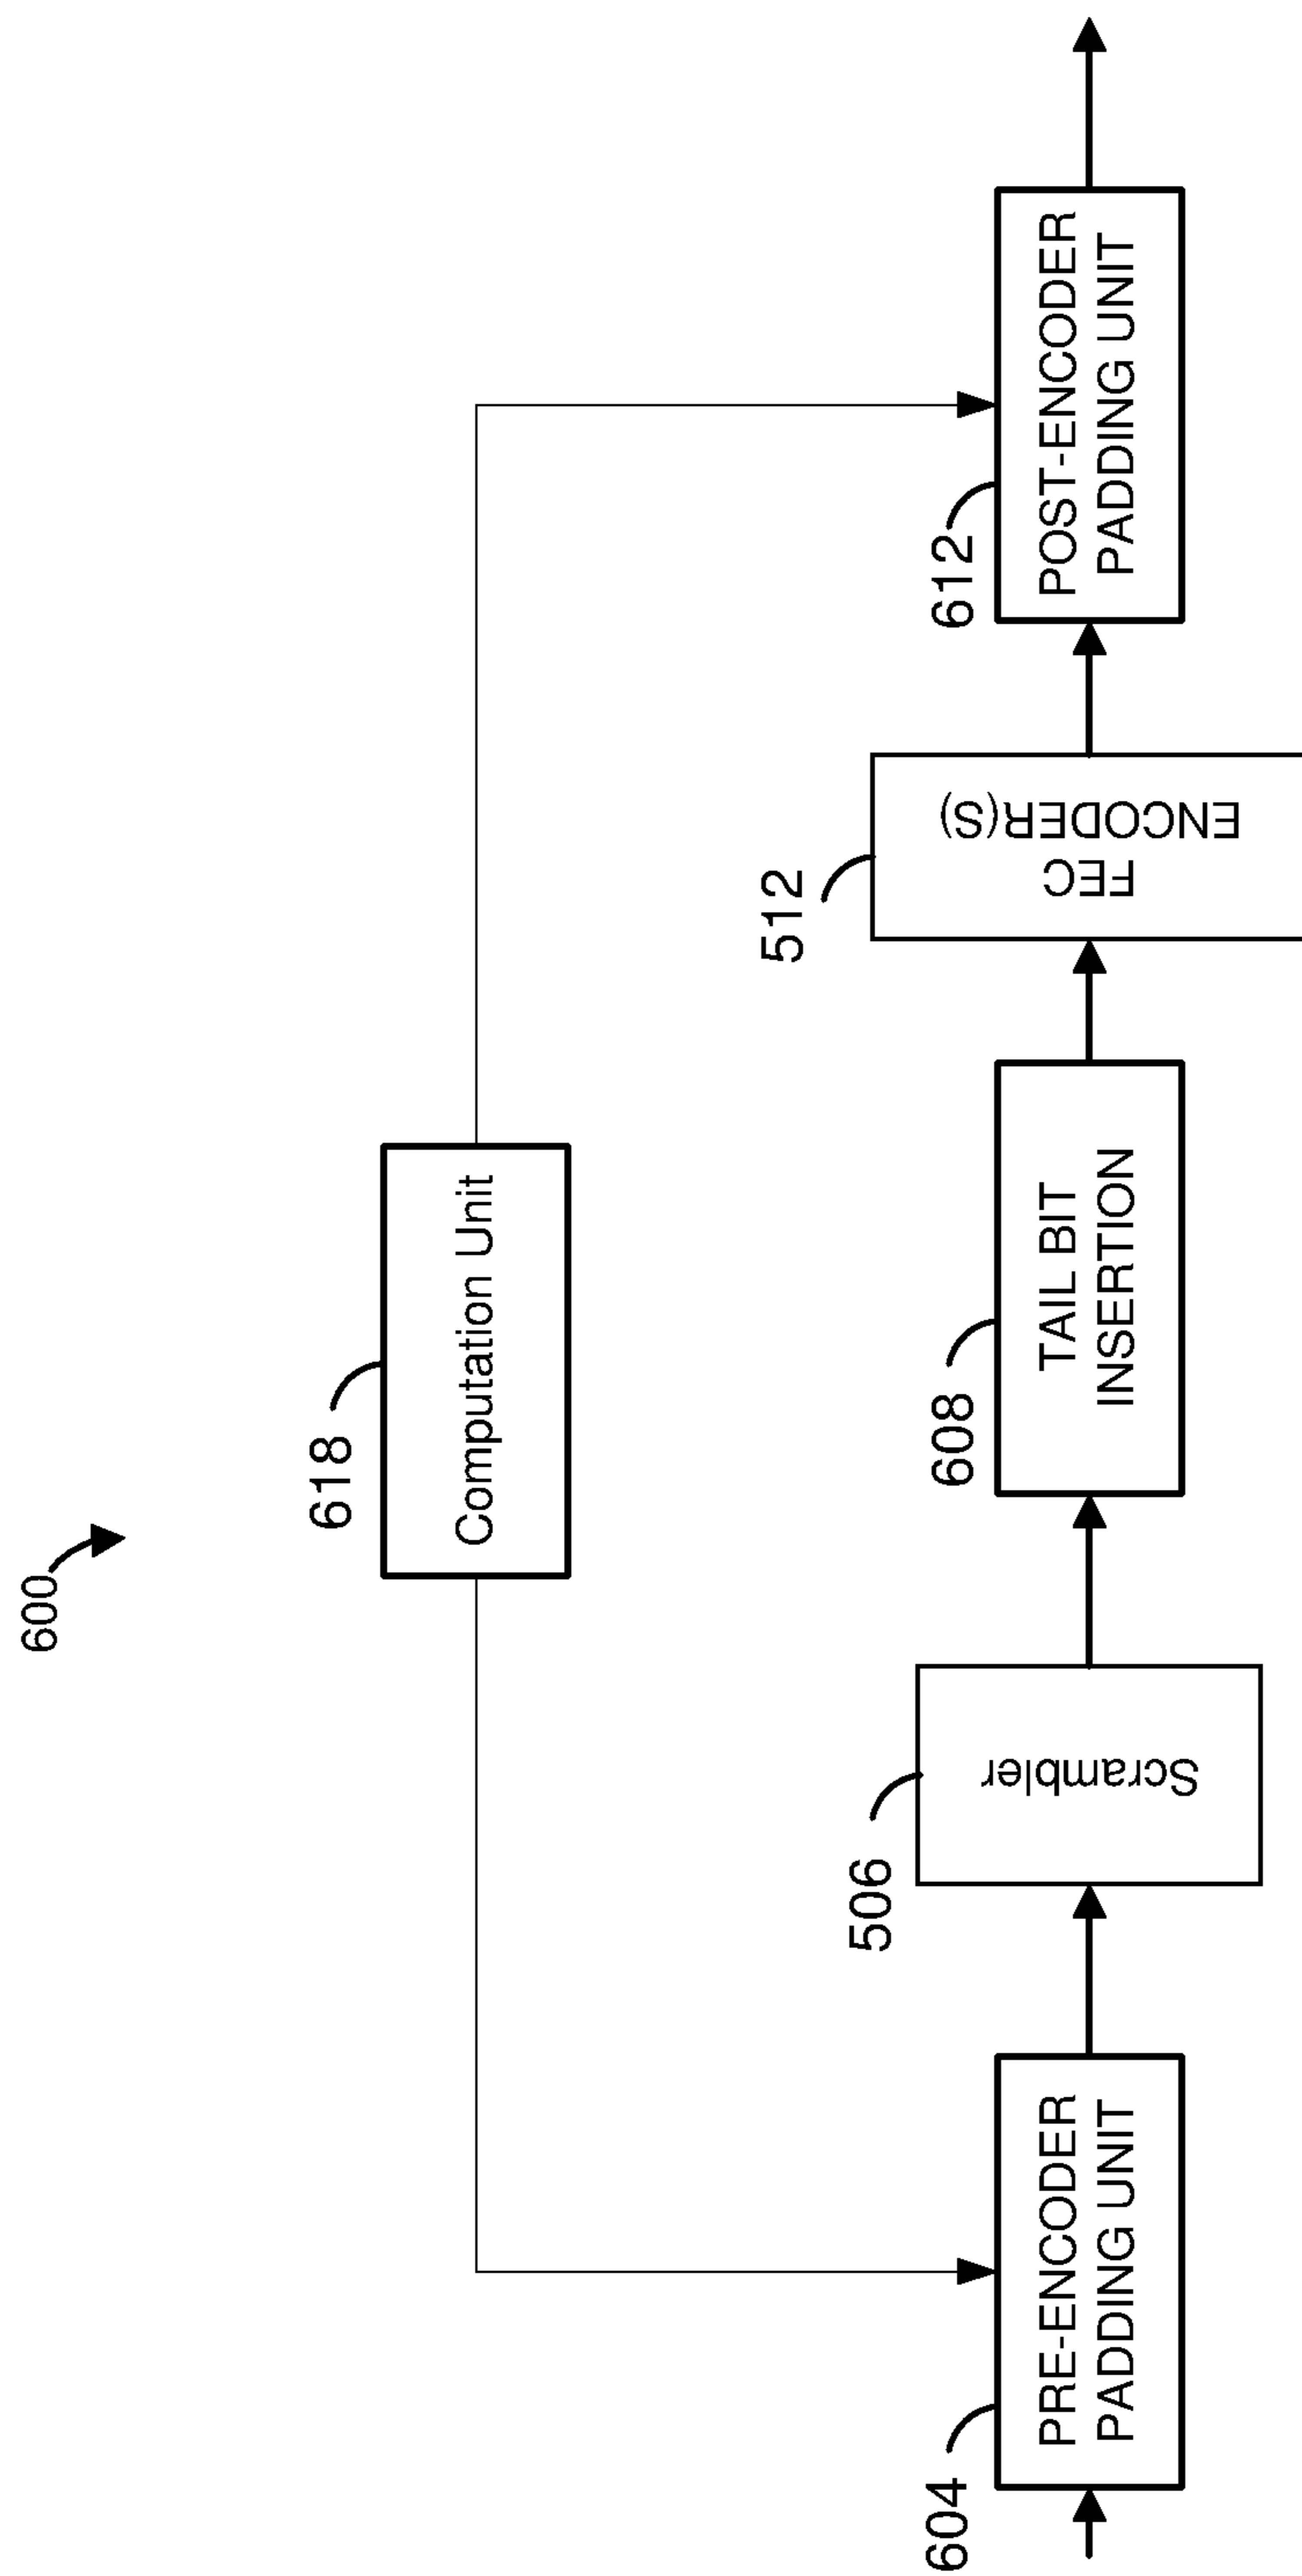 600
618
Computation Unit
604
PRE-ENCODER
PADDING UNIT
506
Scrambler
608
TAIL BIT
INSERTION
512
FEC
ENCODER(S)
612
POST-ENCODER
PADDING UNIT